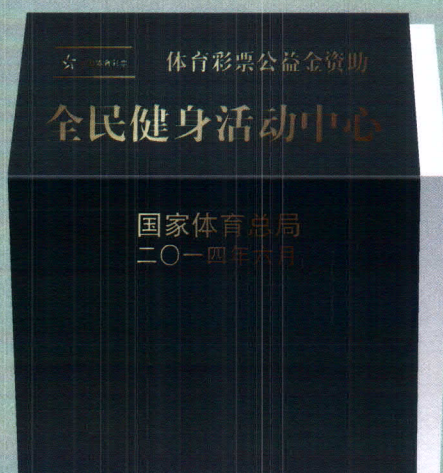 体育彩票公益金资助
全民健身活动中心
国家体育总局
二〇一四年六月